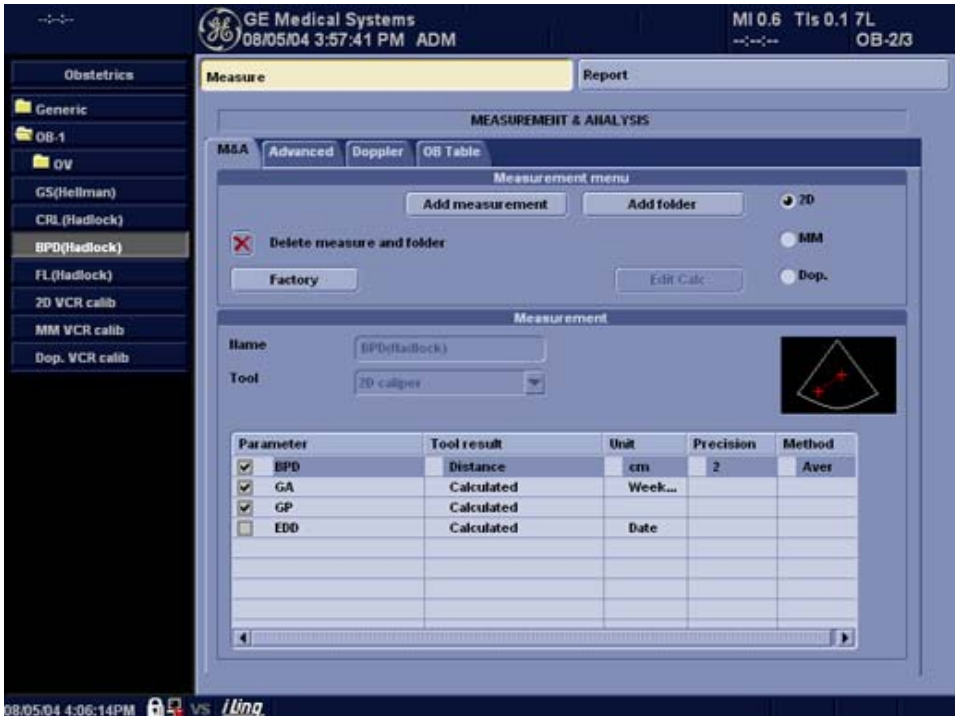 --:--:--
GE Medical Systems
08/05/04 3:57:41 PM ADM
MI 0.6 TIs 0.1 7L
--:--:-- OB-2/3
Obstetrics
Generic
OB-1
OV
GS(Hellman)
CRL(Hadlock)
BPD(Hadlock)
FL(Hadlock)
2D VCR calib
MM VCR calib
Dop. VCR calib
Measure Report
MEASUREMENT & ANALYSIS
M&A Advanced Doppler OB Table
Measurement menu
Add measurement Add folder 2D
Delete measure and folder MM
Factory Edit Calc Dop.
Measurement
Name BPD(Hadlock)
Tool 2D caliper
Parameter Tool result Unit Precision Method
BPD Distance cm 2 Aver
GA Calculated Week...
GP Calculated
EDD Calculated Date
08/05/04 4:06:14PM VS iLinq